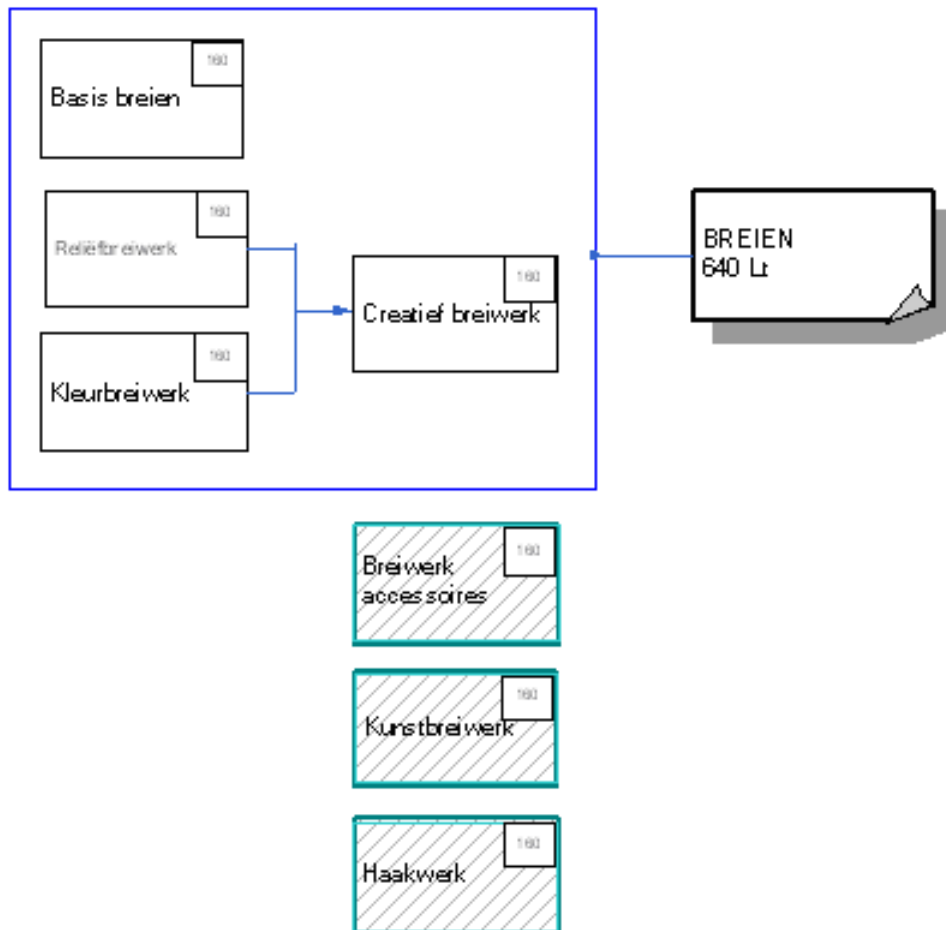 160
Basis breien
160
Reliëfbreiwerk
160
Kleurbreiwerk
160
Creatief breiwerk
BREIEN
640 Lt
160
Breiwerk
accessoires
160
Kunstbreiwerk
160
Haakwerk